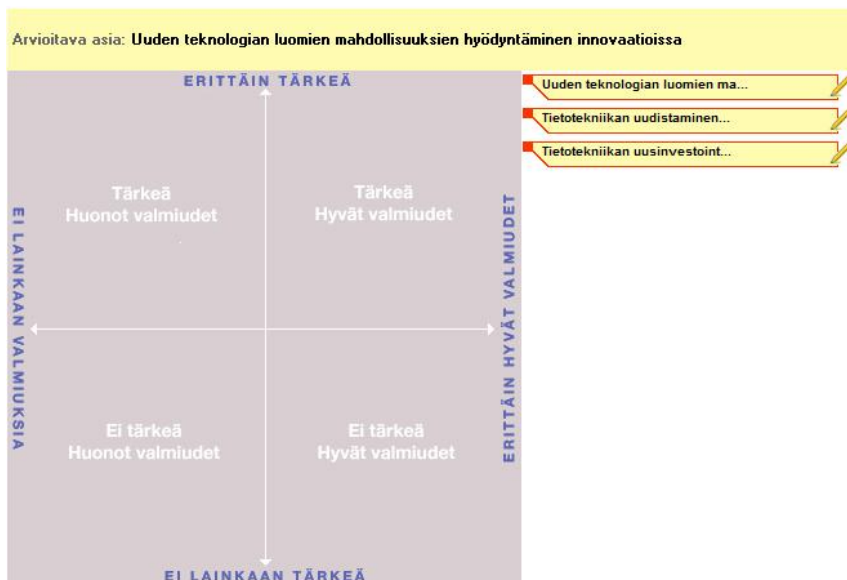 Arvioitava asia: Uuden teknologian luomien mahdollisuuksien hyödyntäminen innovaatioissa
ERITTÄIN TÄRKEÄ
Uuden teknologian luomien ma...
Tietotekniikan uudistaminen...
Tietotekniikan uusinvestoint...
Tärkeä
Huonot valmiudet
Tärkeä
Hyvät valmiudet
EI LAINKAAN VALMIUKSIA
ERITTÄIN HYVÄT VALMIUDET
Ei tärkeä
Huonot valmiudet
Ei tärkeä
Hyvät valmiudet
EI LAINKAAN TÄRKEÄ